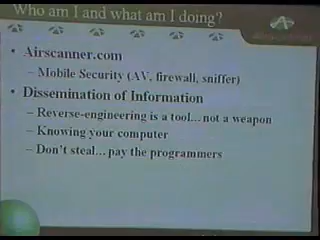 Who am I and what am I doing?
• Airscanner.com
– Mobile Security (AV, firewall, sniffer)
• Dissemination of Information
– Reverse-engineering is a tool... not a weapon
– Knowing your computer
– Don't steal... pay the programmers